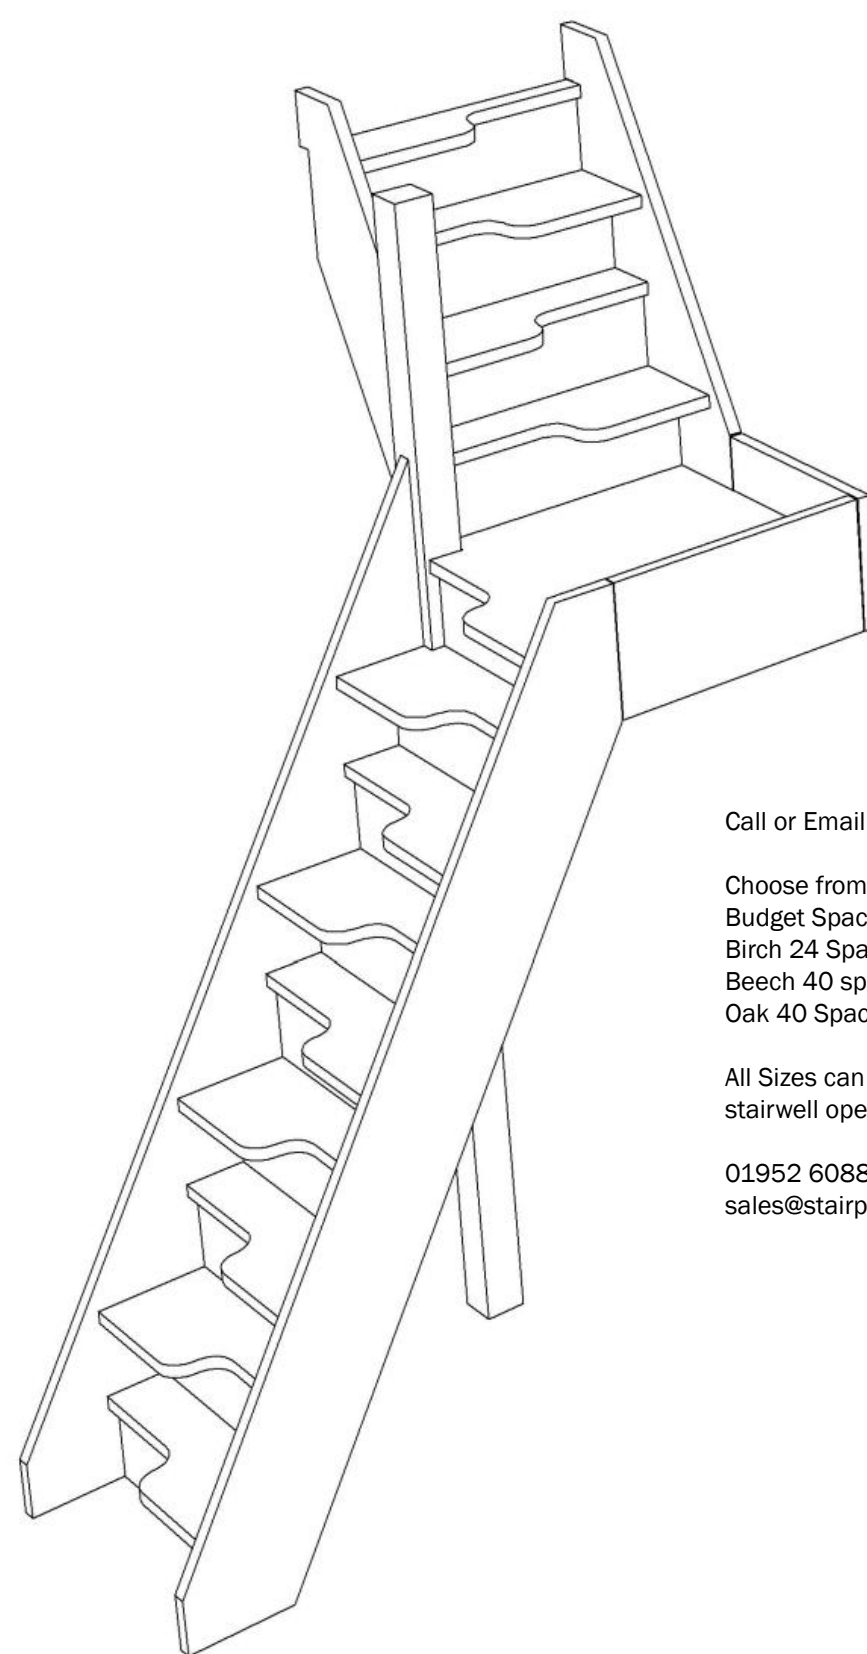 Call or Email
Choose from
Budget Spac
Birch 24 Spa
Beech 40 sp
Oak 40 Spac
All Sizes can
stairwell ope
01952 6088
sales@stairp